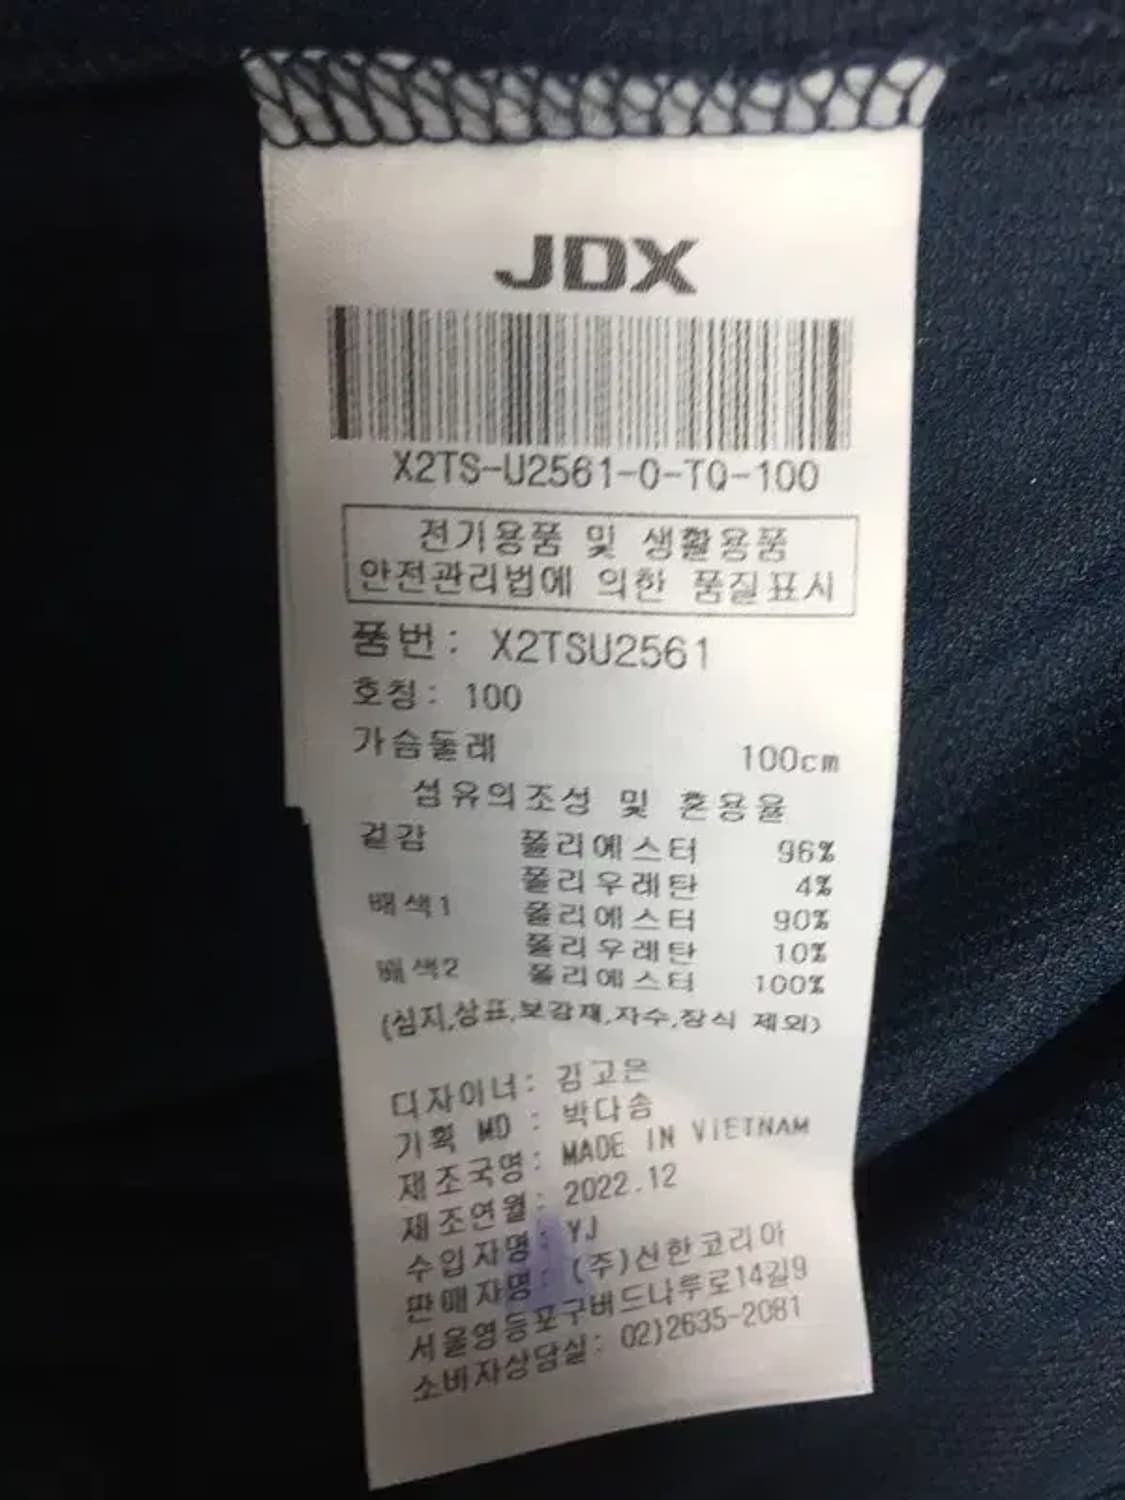 JDX
X2TS-U2561-0-TQ-100
전기용품 및 생활용품
안전관리법에 의한 품질표시
품번: X2TSU2561
호칭: 100
가슴둘레 100cm
섬유의조성 및 혼용율
겉감 폴리에스터 96%
폴리우레탄 4%
배색1 폴리에스터 90%
폴리우레탄 10%
배색2 폴리에스터 100%
(심지,상표,보강재,자수,장식 제외)
디자이너: 김고은
기획 MD : 박다솜
제조국명: MADE IN VIETNAM
제조연월: 2022.12
수입자명: YJ
판매자명: (주)신한코리아
서울영등포구버드나루로14길9
소비자상담실: 02)2635-2081